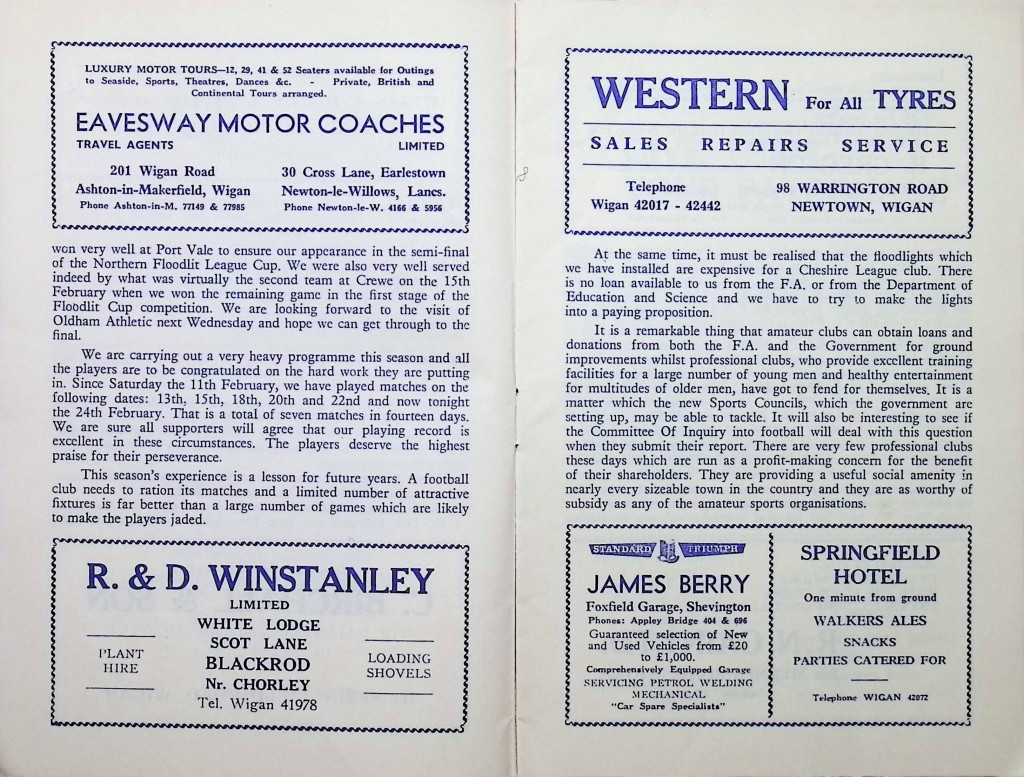 LUXURY MOTOR TOURS—12, 29, 41 & 52 Seaters available for Outings
to Seaside, Sports, Theatres, Dances &c. - Private, British and
Continental Tours arranged.
EAVESWAY MOTOR COACHES
TRAVEL AGENTS LIMITED
201 Wigan Road 30 Cross Lane, Earlestown
Ashton-in-Makerfield, Wigan Newton-le-Willows, Lancs.
Phone Ashton-in-M. 77149 & 77985 Phone Newton-le-W. 4166 & 5956
won very well at Port Vale to ensure our appearance in the semi-final
of the Northern Floodlit League Cup. We were also very well served
indeed by what was virtually the second team at Crewe on the 15th
February when we won the remaining game in the first stage of the
Floodlit Cup competition. We are looking forward to the visit of
Oldham Athletic next Wednesday and hope we can get through to the
final.
We are carrying out a very heavy programme this season and all
the players are to be congratulated on the hard work they are putting
in. Since Saturday the 11th February, we have played matches on the
following dates: 13th, 15th, 18th, 20th and 22nd and now tonight
the 24th February. That is a total of seven matches in fourteen days.
We are sure all supporters will agree that our playing record is
excellent in these circumstances. The players deserve the highest
praise for their perseverance.
This season's experience is a lesson for future years. A football
club needs to ration its matches and a limited number of attractive
fixtures is far better than a large number of games which are likely
to make the players jaded.
R. & D. WINSTANLEY
LIMITED
WHITE LODGE
SCOT LANE
PLANT
HIRE
BLACKROD
LOADING
SHOVELS
Nr. CHORLEY
Tel. Wigan 41978
8
WESTERN For All TYRES
SALES REPAIRS SERVICE
Telephone 98 WARRINGTON ROAD
Wigan 42017 - 42442 NEWTOWN, WIGAN
At the same time, it must be realised that the floodlights which
we have installed are expensive for a Cheshire League club. There
is no loan available to us from the F.A. or from the Department of
Education and Science and we have to try to make the lights
into a paying proposition.
It is a remarkable thing that amateur clubs can obtain loans and
donations from both the F.A. and the Government for ground
improvements whilst professional clubs, who provide excellent training
facilities for a large number of young men and healthy entertainment
for multitudes of older men, have got to fend for themselves. It is a
matter which the new Sports Councils, which the government are
setting up, may be able to tackle. It will also be interesting to see if
the Committee Of Inquiry into football will deal with this question
when they submit their report. There are very few professional clubs
these days which are run as a profit-making concern for the benefit
of their shareholders. They are providing a useful social amenity in
nearly every sizeable town in the country and they are as worthy of
subsidy as any of the amateur sports organisations.
STANDARD TRIUMPH
JAMES BERRY
Foxfield Garage, Shevington
Phones: Appley Bridge 404 & 696
Guaranteed selection of New
and Used Vehicles from £20
to £1,000.
Comprehensively Equipped Garage
SERVICING PETROL WELDING
MECHANICAL
"Car Spare Specialists"
SPRINGFIELD
HOTEL
One minute from ground
WALKERS ALES
SNACKS
PARTIES CATERED FOR
Telephone WIGAN 42072